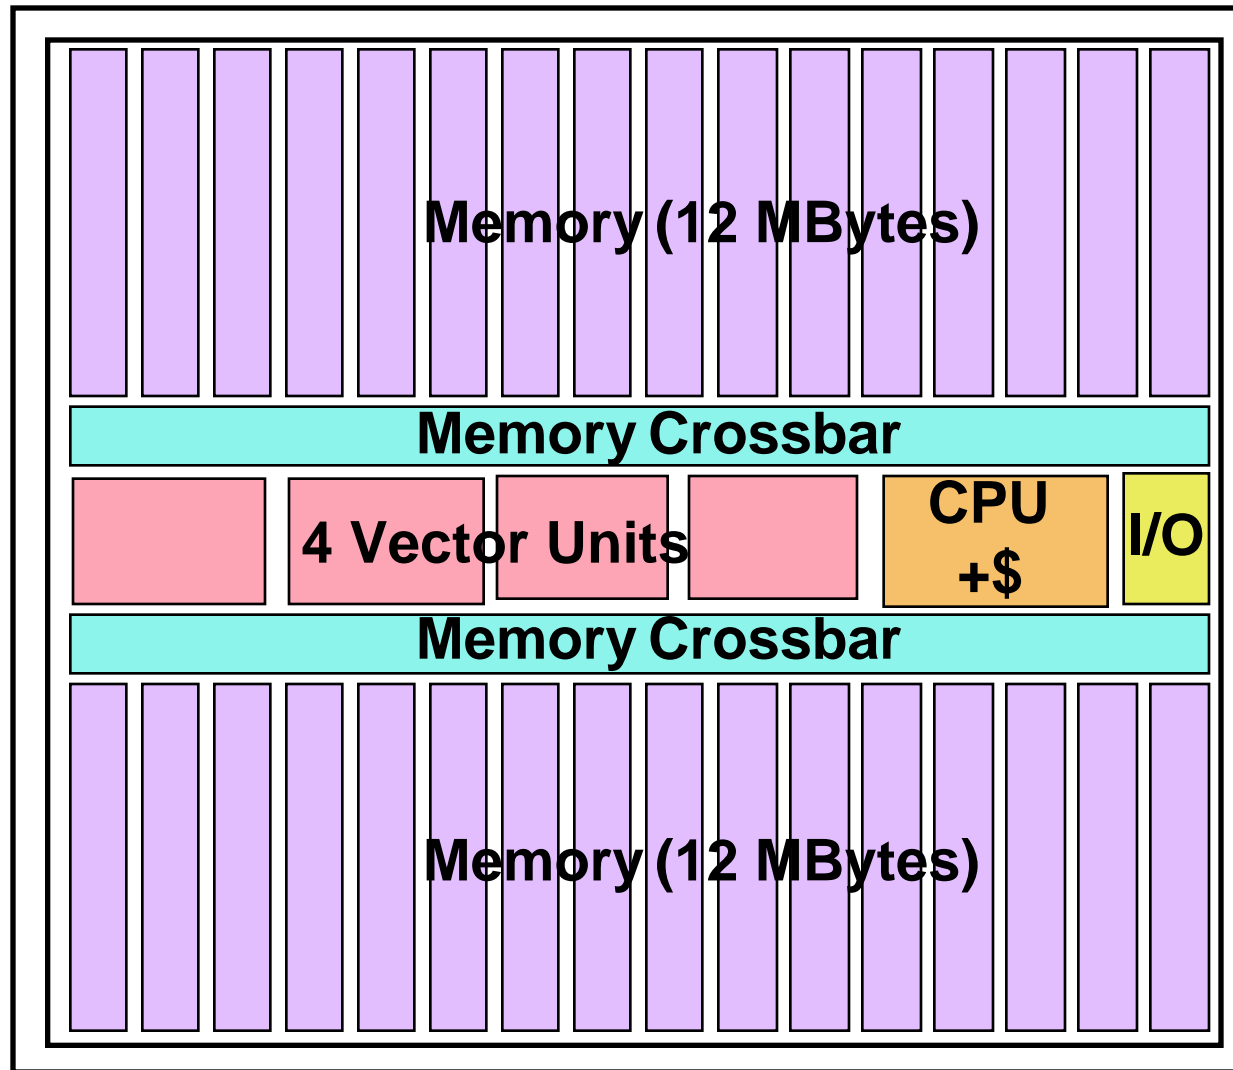 Memory (12 MBytes)
Memory Crossbar
4 Vector Units
CPU
+$
I/O
Memory Crossbar
Memory (12 MBytes)